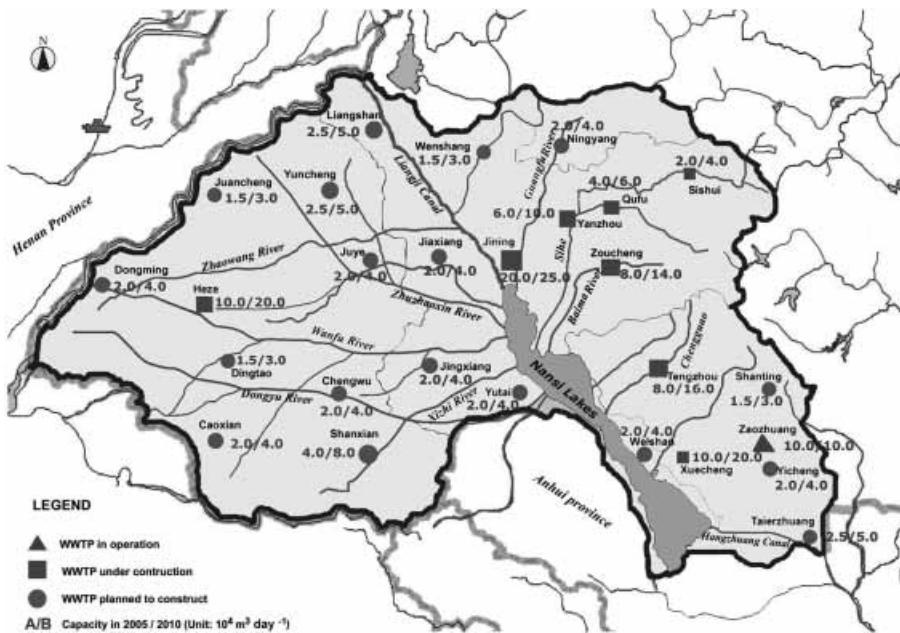 N
Liangshan
2.5/5.0
Wenshang
1.5/3.0
2.0/4.0
Ningyang
Guangfu River
2.0/4.0
Sishui
Juancheng
1.5/3.0
Yuncheng
2.5/5.0
Liangji Canal
4.0/6.0
Qufu
6.0/10.0
Yanzhou
Sihe
Henan Province
Zhaowang River
Juye
2.0/4.0
Jiaxiang
2.0/4.0
Jining
20.0/25.0
Zoucheng
8.0/14.0
Baima River
Dongming
2.0/4.0
Heze
10.0/20.0
Zhuzhaoxin River
Wanfu River
Chengguo
1.5/3.0
Dingtao
Dongyu River
Chengwu
2.0/4.0
Jingxiang
2.0/4.0
Xizhi River
Yutai
2.0/4.0
Nansi Lakes
Tengzhou
8.0/16.0
Shanting
1.5/3.0
Caoxian
2.0/4.0
Shanxian
4.0/8.0
2.0/4.0
Weishan
10.0/20.0
Xuecheng
Zaozhuang
10.0/10.0
Yicheng
2.0/4.0
Anhui province
Taierzhuang
2.5/5.0
Hongzhuang Canal
LEGEND
WWTP in operation
WWTP under contruction
WWTP planned to construct
A/B Capacity in 2005 / 2010 (Unit: 10⁴ m³ day ⁻¹)